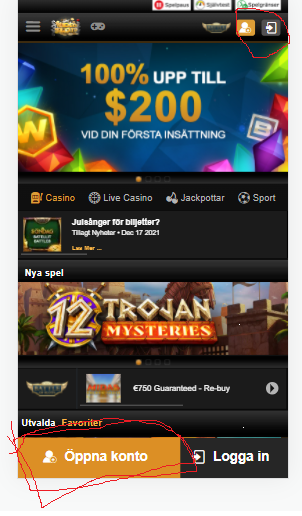 Spelpaus
Självtest
Spelgränser
100% UPP TILL
$200
VID DIN FÖRSTA INSÄTTNING
Casino
Live Casino
Jackpottar
Sport
Julsånger för biljetter?
Tillagt Nyheter • Dec 17 2021
Läs Mer ...
Nya spel
12 TROJAN
MYSTERIES
€750 Guaranteed - Re-buy
Utvalda Favoriter
Öppna konto
Logga in